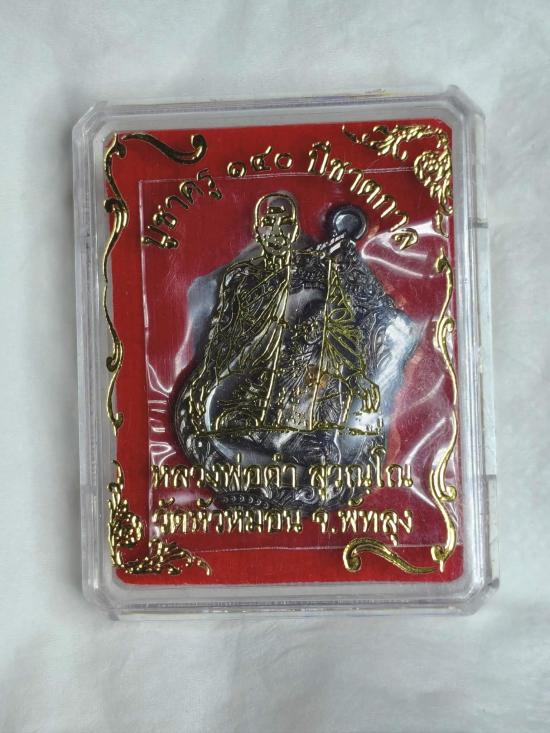 บูชาครู ๑๔๐ ปีชาตกาล
หลวงพ่อดำ สุวณฺโณ
วัดหัวหมอน จ.พัทลุง